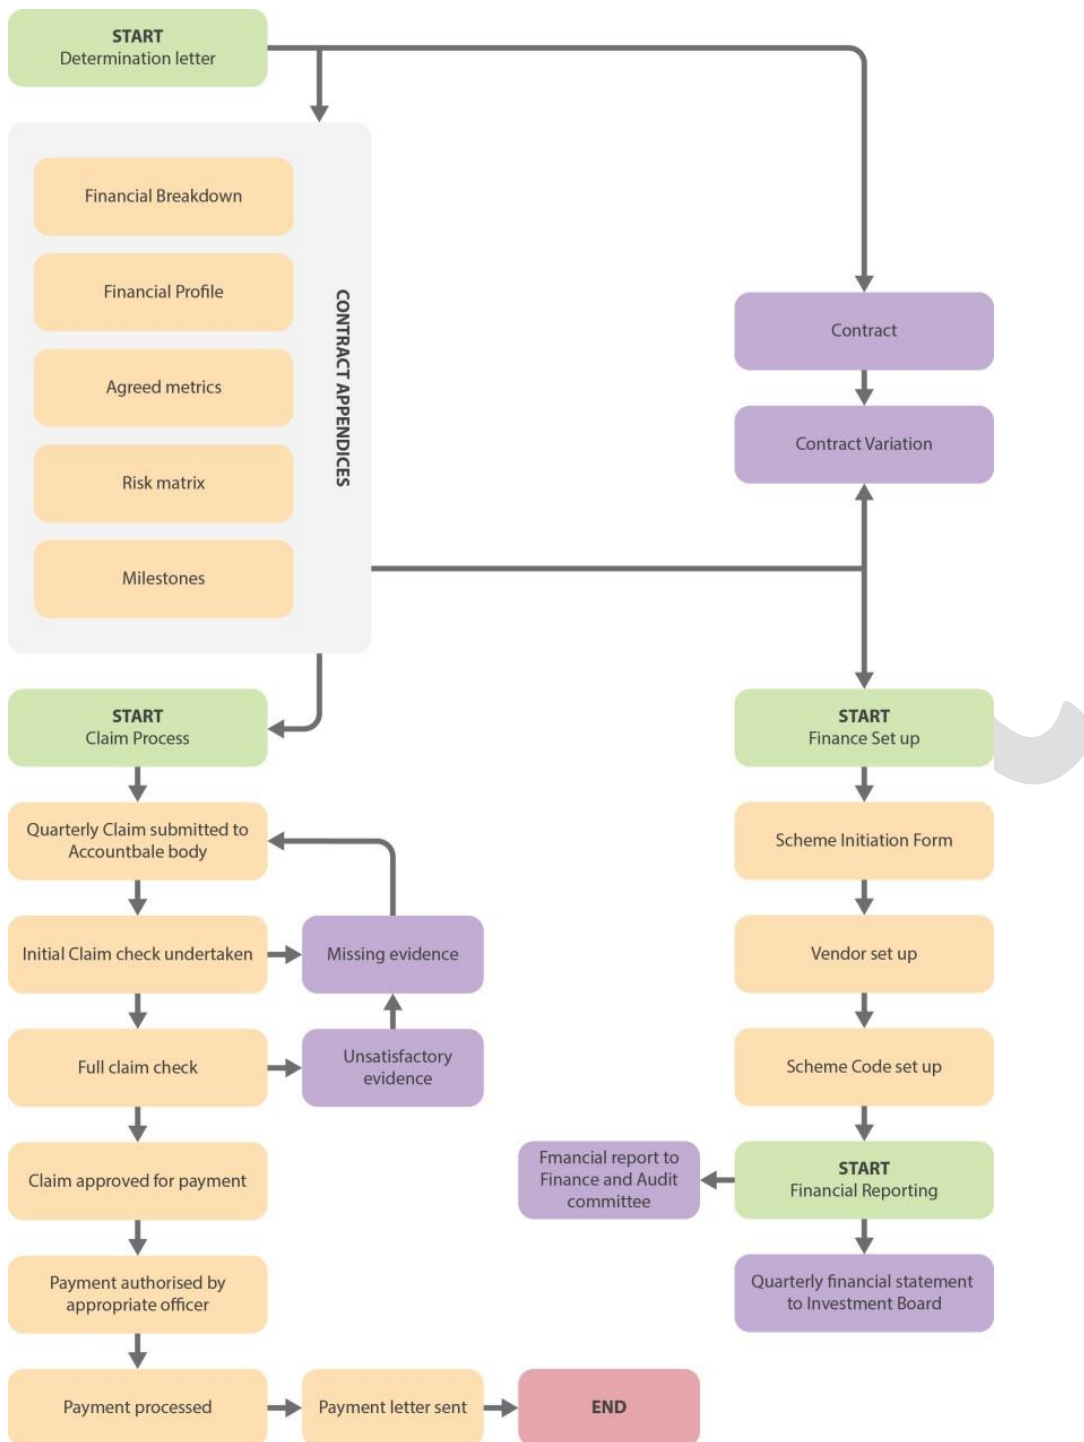 START
Determination letter
Financial Breakdown
Financial Profile
Agreed metrics
Risk matrix
Milestones
CONTRACT APPENDICES
Contract
Contract Variation
START
Claim Process
Quarterly Claim submitted to
Accountbale body
Initial Claim check undertaken
Missing evidence
Full claim check
Unsatisfactory
evidence
Claim approved for payment
Payment authorised by
appropriate officer
Payment processed
Payment letter sent
END
START
Finance Set up
Scheme Initiation Form
Vendor set up
Scheme Code set up
START
Financial Reporting
Fmancial report to
Finance and Audit
committee
Quarterly financial statement
to Investment Board